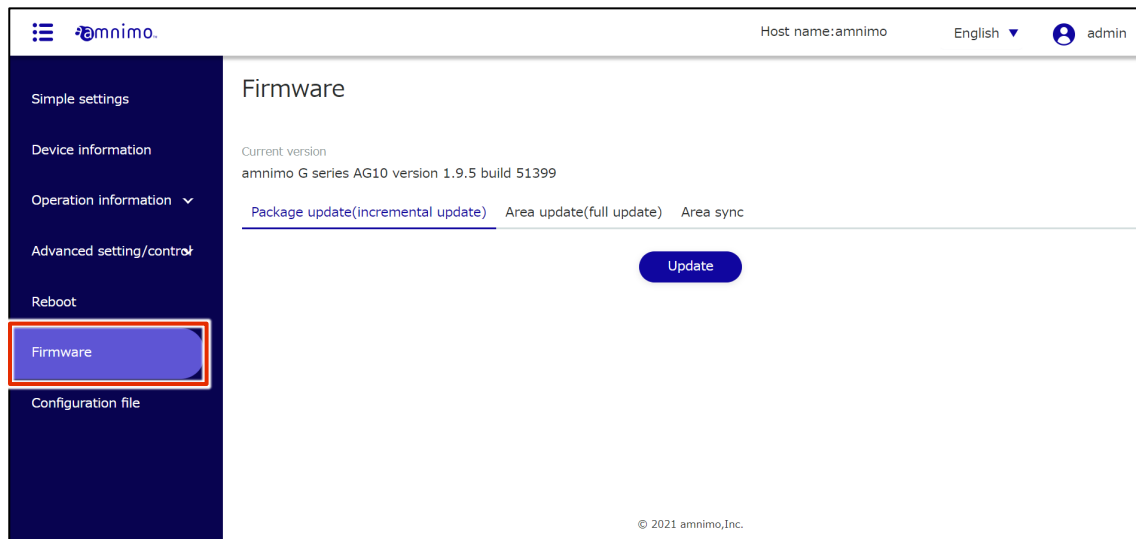 amnimo™
Host name:amnimo
English ▼
admin
Simple settings
Device information
Operation information
Advanced setting/control
Reboot
Firmware
Configuration file
Firmware
Current version
amnimo G series AG10 version 1.9.5 build 51399
Package update(incremental update) Area update(full update) Area sync
Update
© 2021 amnimo,Inc.